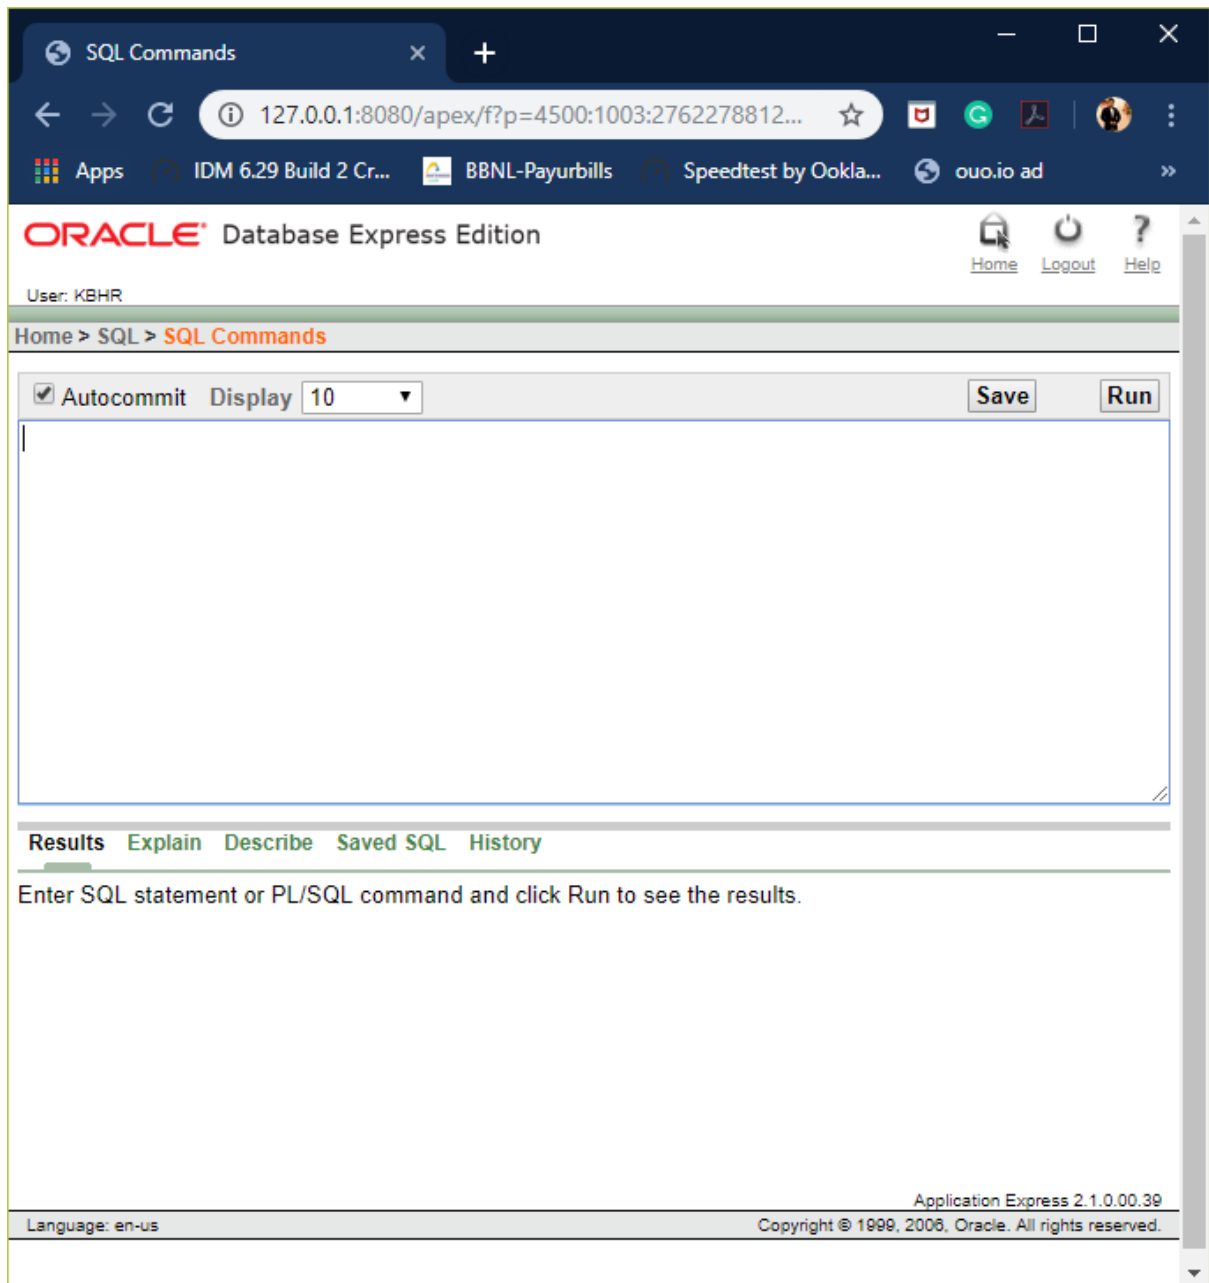 SQL Commands
127.0.0.1:8080/apex/f?p=4500:1003:2762278812...
Apps IDM 6.29 Build 2 Cr... BBNL-Payurbills Speedtest by Ookla... ouo.io ad »
ORACLE Database Express Edition
Home Logout Help
User: KBHR
Home > SQL > SQL Commands
Autocommit Display 10 Save Run
Results Explain Describe Saved SQL History
Enter SQL statement or PL/SQL command and click Run to see the results.
Application Express 2.1.0.00.39
Language: en-us Copyright © 1999, 2006, Oracle. All rights reserved.